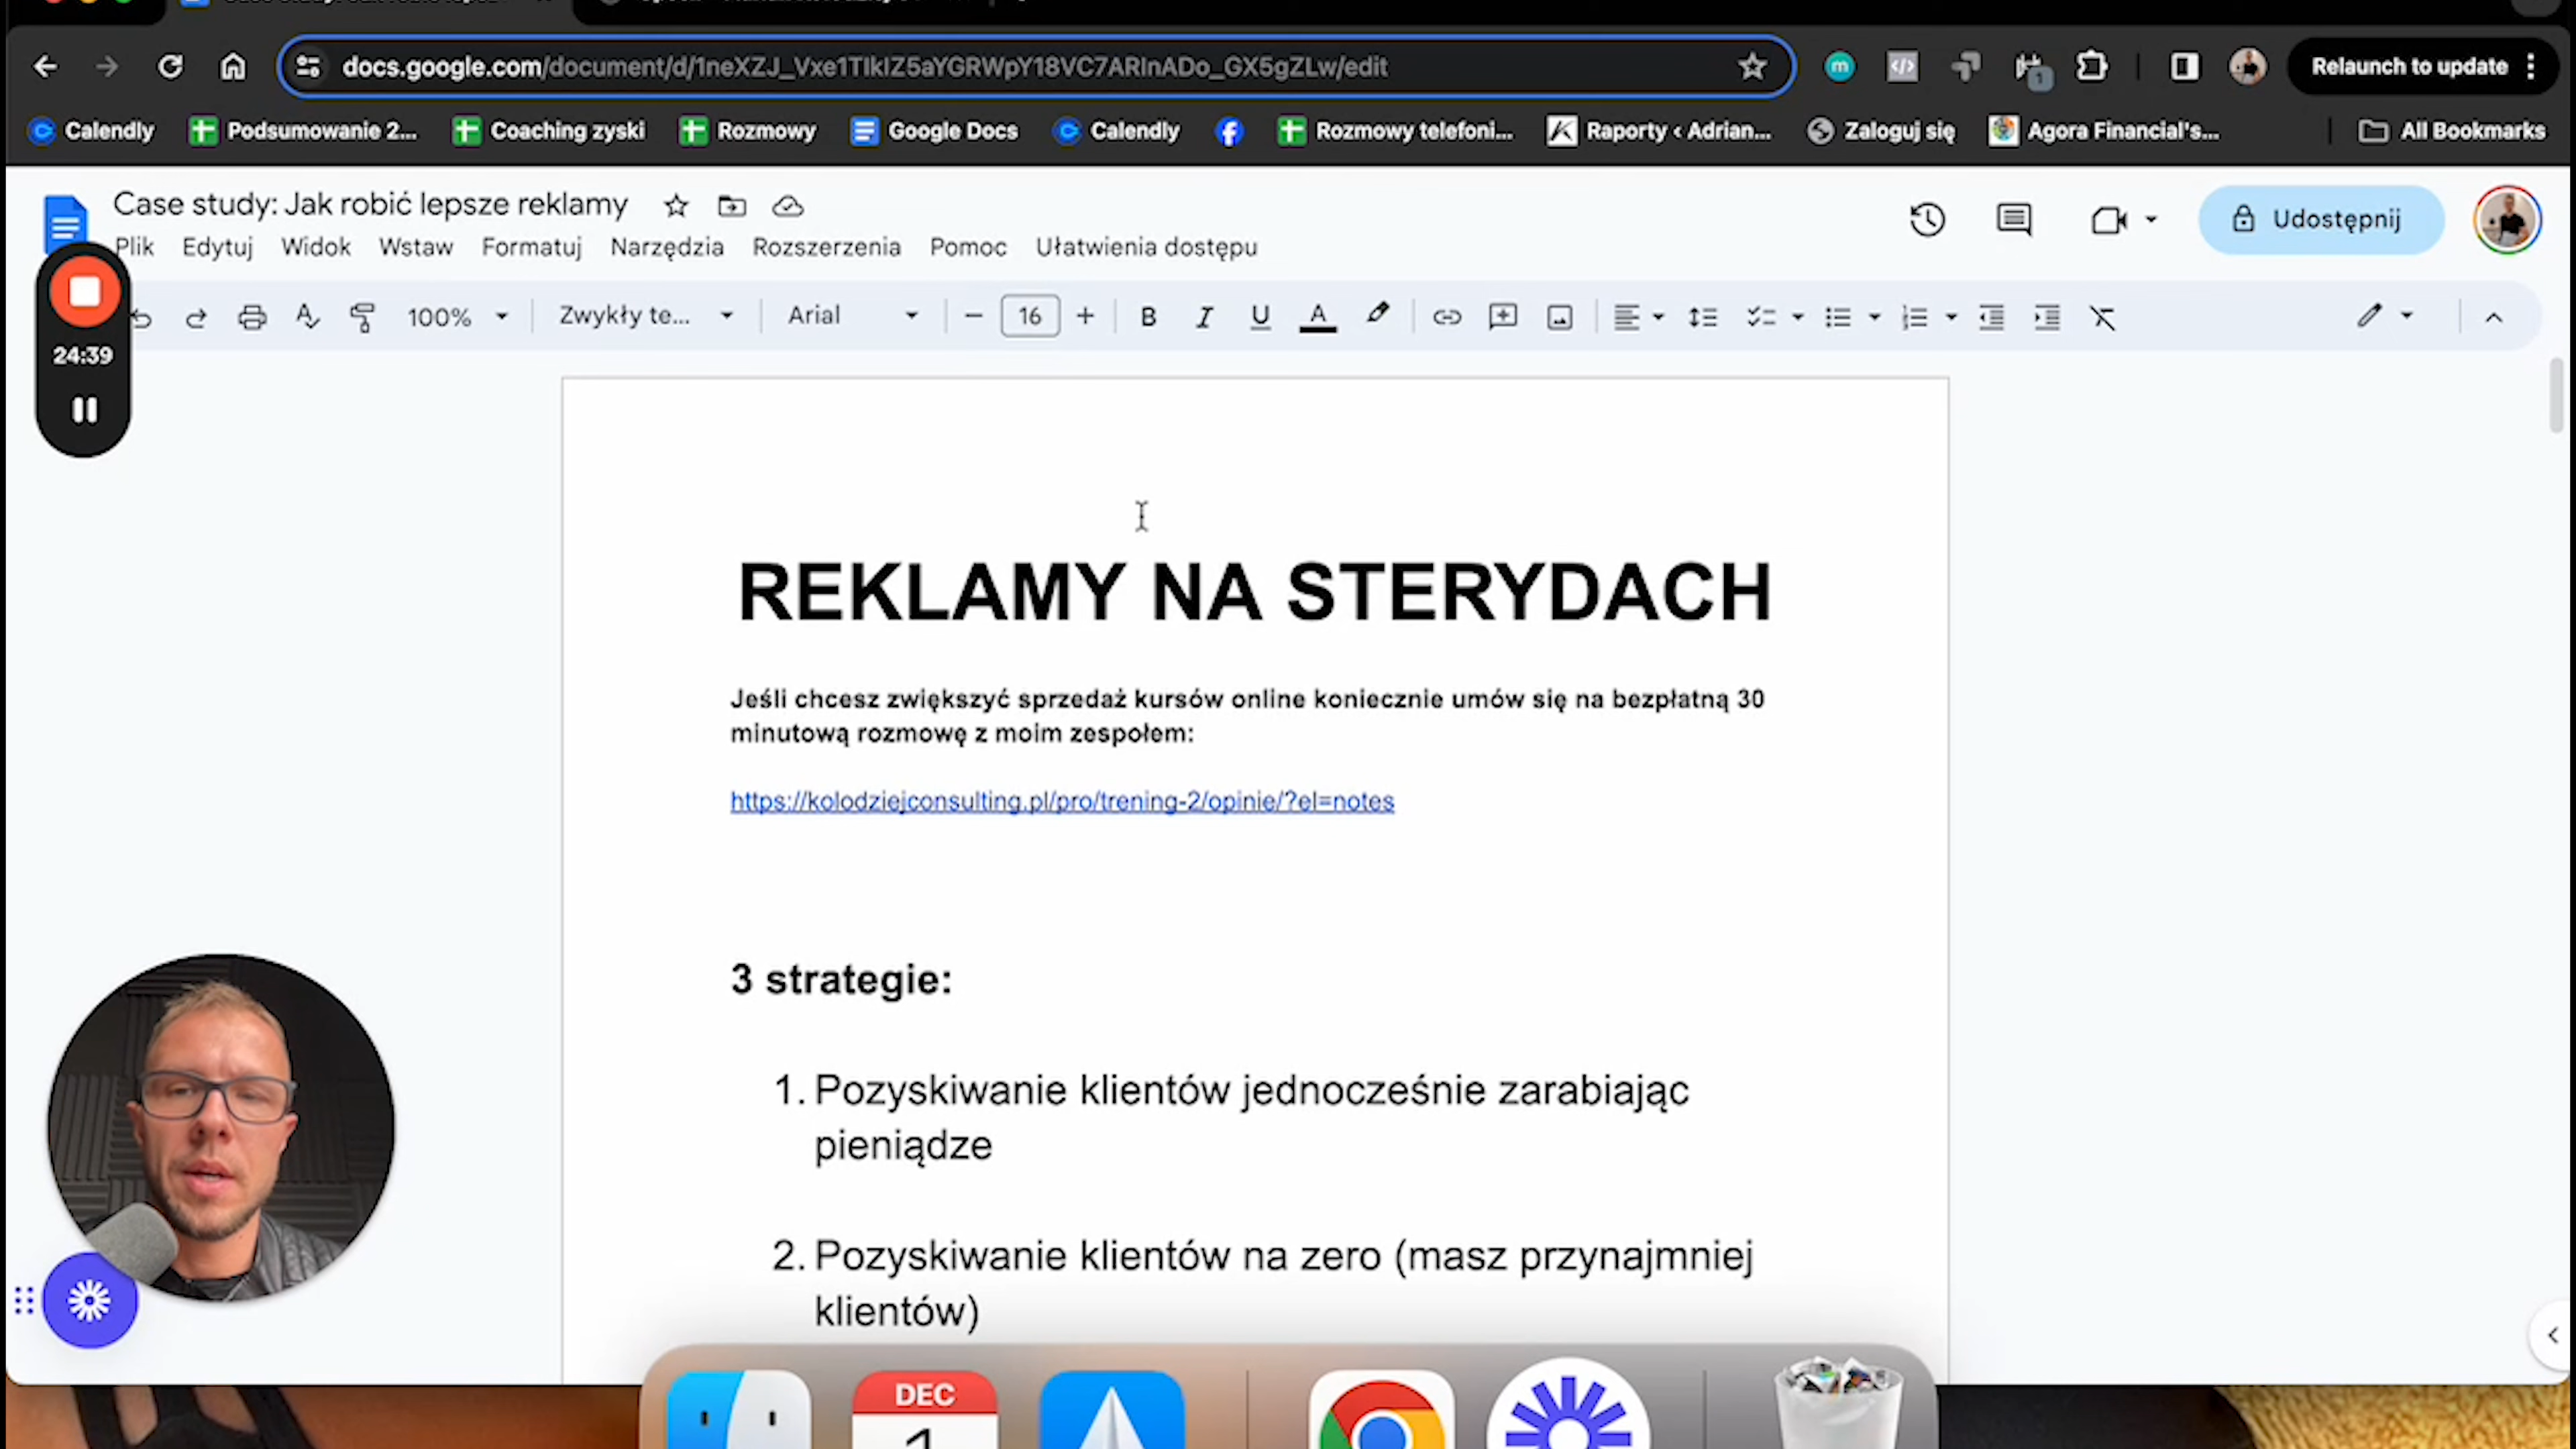 docs.google.com/document/d/1neXZJ_Vxe1TIkIZ5aYGRWpY18VC7ARInADo_GX5gZLw/edit
Relaunch to update
Calendly
Podsumowanie 2...
Coaching zyski
Rozmowy
Google Docs
Calendly
Rozmowy telefoni...
Raporty ‹ Adrian...
Zaloguj się
Agora Financial's...
All Bookmarks
Case study: Jak robić lepsze reklamy
Plik Edytuj Widok Wstaw Formatuj Narzędzia Rozszerzenia Pomoc Ułatwienia dostępu
Udostępnij
100%
Zwykły te...
Arial
16
24:39
REKLAMY NA STERYDACH
Jeśli chcesz zwiększyć sprzedaż kursów online koniecznie umów się na bezpłatną 30
minutową rozmowę z moim zespołem:
https://kolodziejconsulting.pl/pro/trening-2/opinie/?el=notes
3 strategie:
1. Pozyskiwanie klientów jednocześnie zarabiając
pieniądze
2. Pozyskiwanie klientów na zero (masz przynajmniej
klientów)
DEC